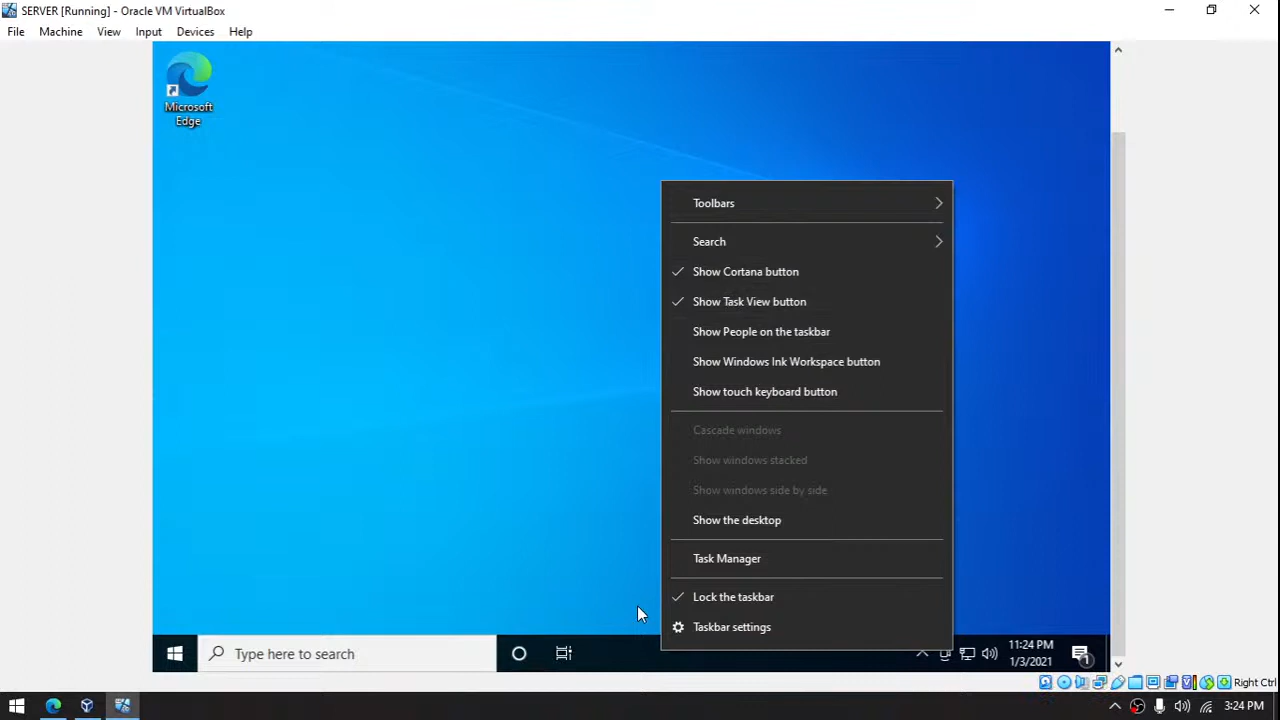 SERVER [Running] - Oracle VM VirtualBox
File Machine View Input Devices Help
Microsoft
Edge
Toolbars
Search
Show Cortana button
Show Task View button
Show People on the taskbar
Show Windows Ink Workspace button
Show touch keyboard button
Cascade windows
Show windows stacked
Show windows side by side
Show the desktop
Task Manager
Lock the taskbar
Taskbar settings
Type here to search
11:24 PM
1/3/2021
1
Right Ctrl
3:24 PM